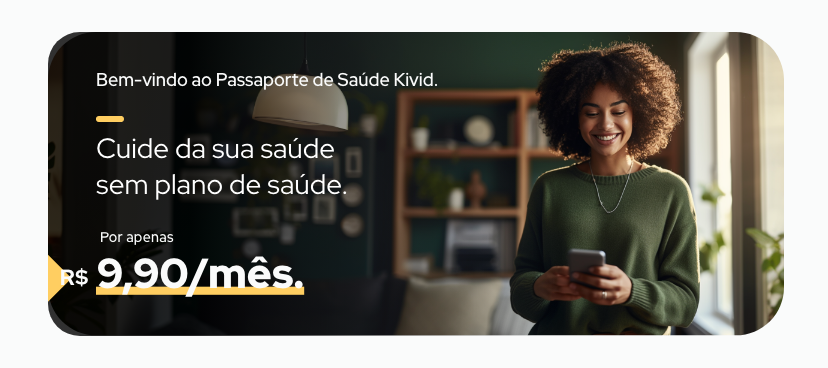 Bem-vindo ao Passaporte de Saúde Kivid.
Cuide da sua saúde
sem plano de saúde.
Por apenas
R$ 9,90/mês.